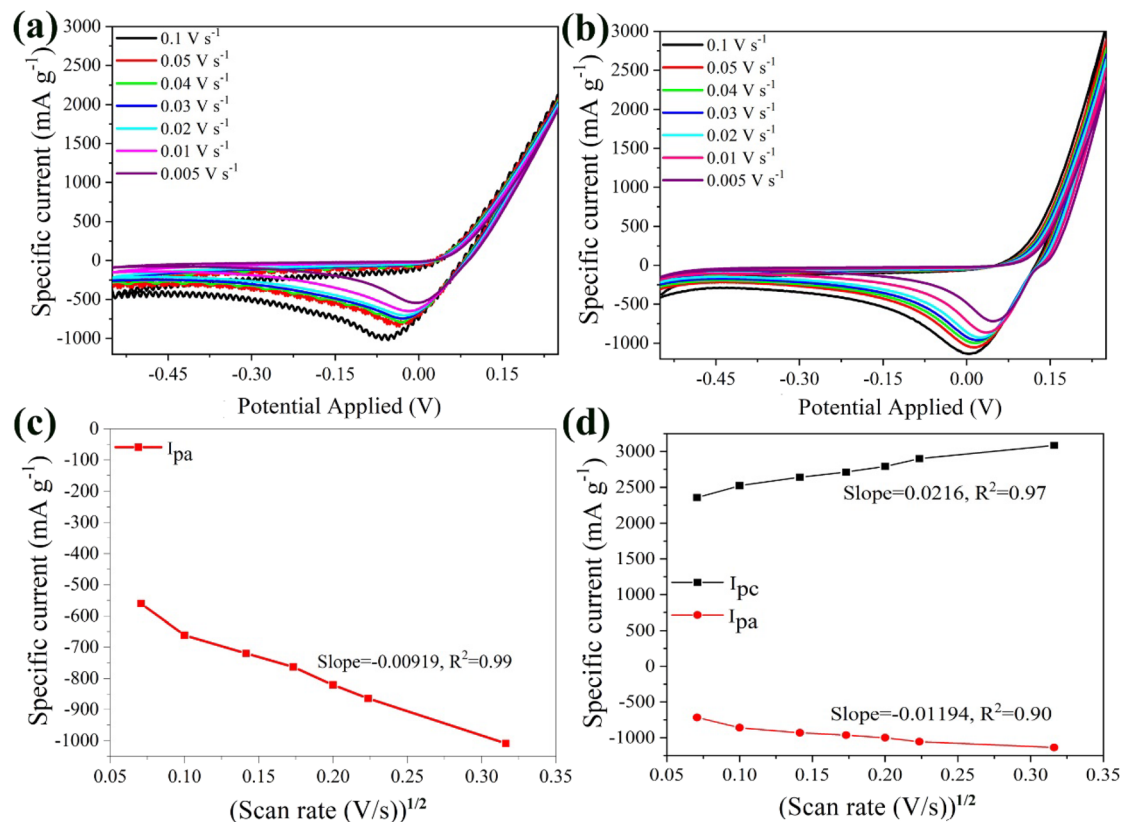 (a)
3000
2500
2000
1500
1000
500
0
-500
-1000
Specific current (mA g⁻¹)
0.1 V s⁻¹
0.05 V s⁻¹
0.04 V s⁻¹
0.03 V s⁻¹
0.02 V s⁻¹
0.01 V s⁻¹
0.005 V s⁻¹
-0.45 -0.30 -0.15 0.00 0.15
Potential Applied (V)
(b)
3000
2500
2000
1500
1000
500
0
-500
-1000
Specific current (mA g⁻¹)
0.1 V s⁻¹
0.05 V s⁻¹
0.04 V s⁻¹
0.03 V s⁻¹
0.02 V s⁻¹
0.01 V s⁻¹
0.005 V s⁻¹
-0.45 -0.30 -0.15 0.00 0.15
Potential Applied (V)
(c)
0
-100
-200
-300
-400
-500
-600
-700
-800
-900
-1000
Specific current (mA g⁻¹)
Ipa
Slope=-0.00919, R²=0.99
0.05 0.10 0.15 0.20 0.25 0.30 0.35
(Scan rate (V/s))¹/²
(d)
3000
2500
2000
1500
1000
500
0
-500
-1000
Specific current (mA g⁻¹)
Slope=0.0216, R²=0.97
Ipc
Ipa
Slope=-0.01194, R²=0.90
0.05 0.10 0.15 0.20 0.25 0.30 0.35
(Scan rate (V/s))¹/²